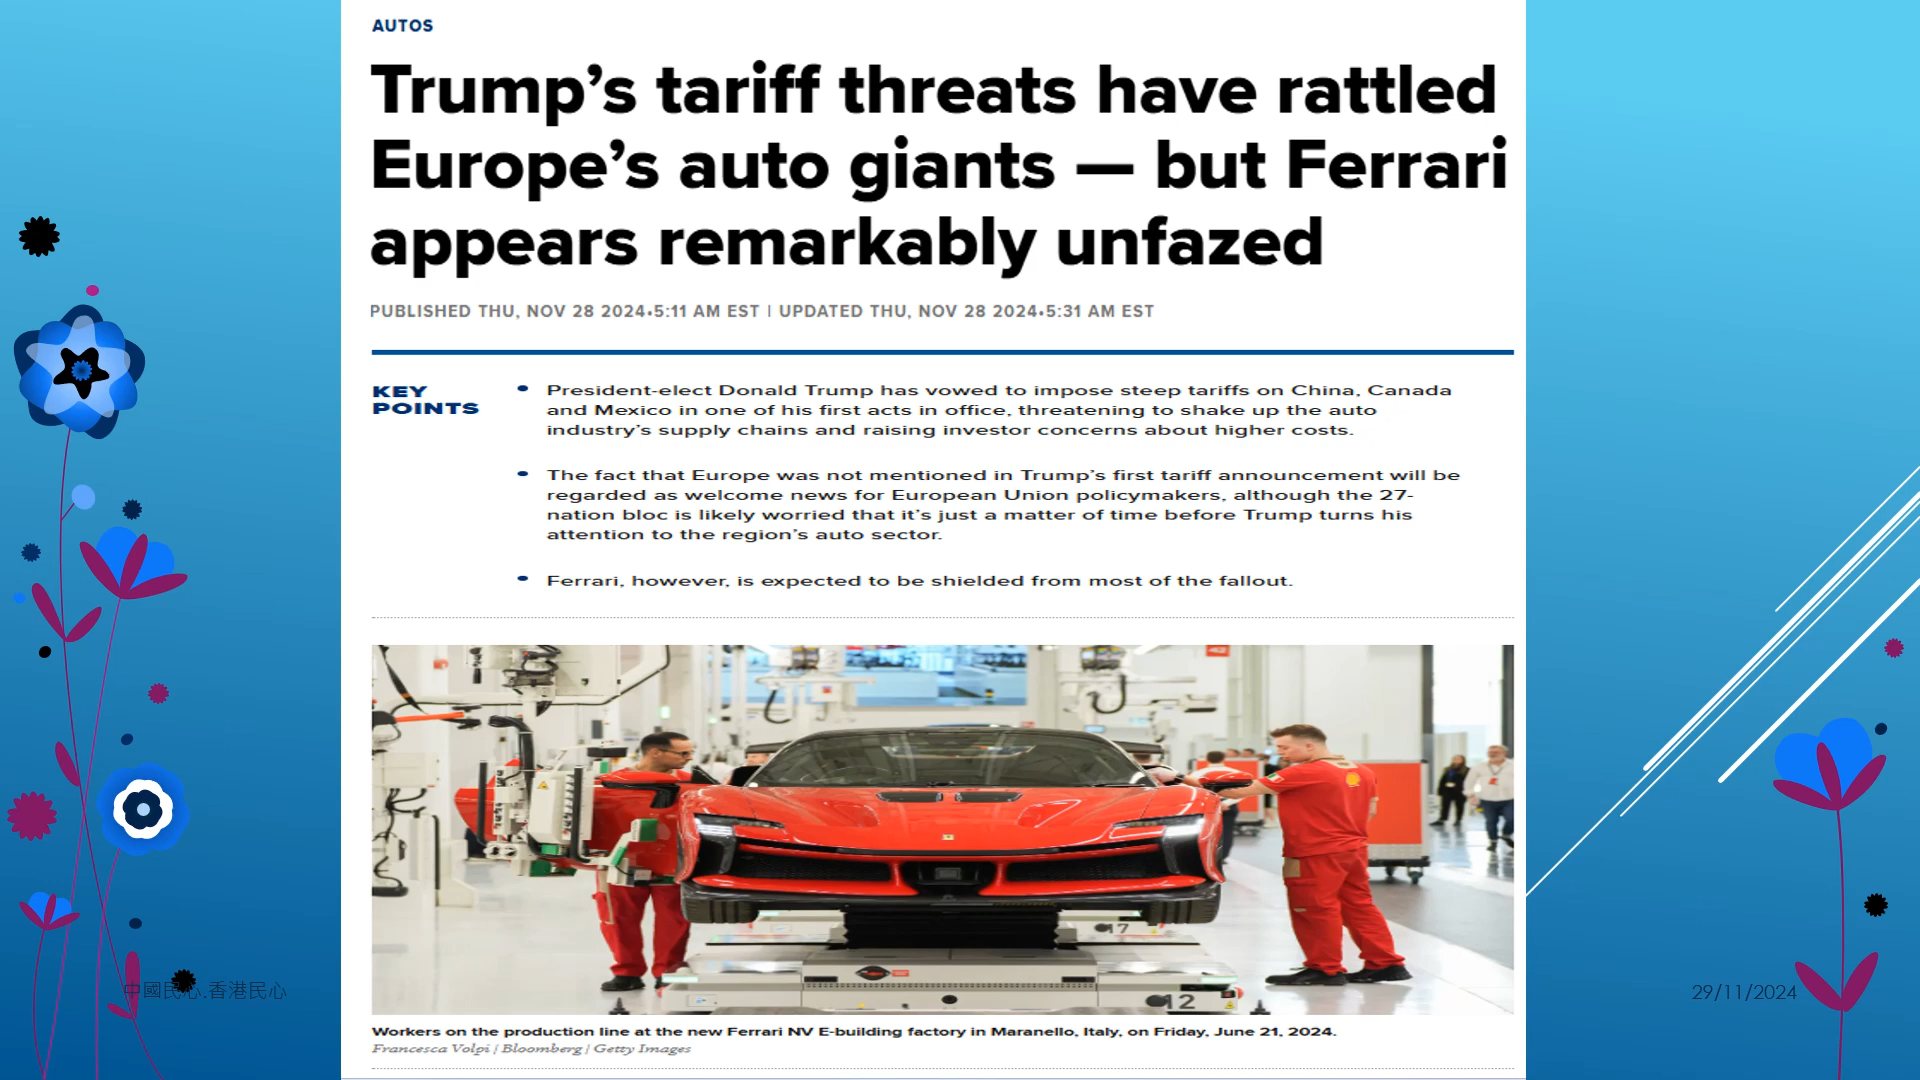 AUTOS
Trump’s tariff threats have rattled
Europe’s auto giants — but Ferrari
appears remarkably unfazed
PUBLISHED THU, NOV 28 2024•5:11 AM EST | UPDATED THU, NOV 28 2024•5:31 AM EST
KEY
POINTS
• President-elect Donald Trump has vowed to impose steep tariffs on China, Canada
and Mexico in one of his first acts in office, threatening to shake up the auto
industry’s supply chains and raising investor concerns about higher costs.
• The fact that Europe was not mentioned in Trump’s first tariff announcement will be
regarded as welcome news for European Union policymakers, although the 27-
nation bloc is likely worried that it’s just a matter of time before Trump turns his
attention to the region’s auto sector.
• Ferrari, however, is expected to be shielded from most of the fallout.
17
12
Workers on the production line at the new Ferrari NV E-building factory in Maranello, Italy, on Friday, June 21, 2024.
Francesca Volpi | Bloomberg | Getty Images
中國民心.香港民心
29/11/2024